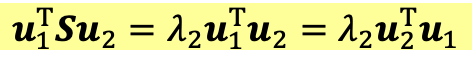 𝒖₁ᵀ𝑺𝒖₂ = 𝜆₂𝒖₁ᵀ𝒖₂ = 𝜆₂𝒖₂ᵀ𝒖₁